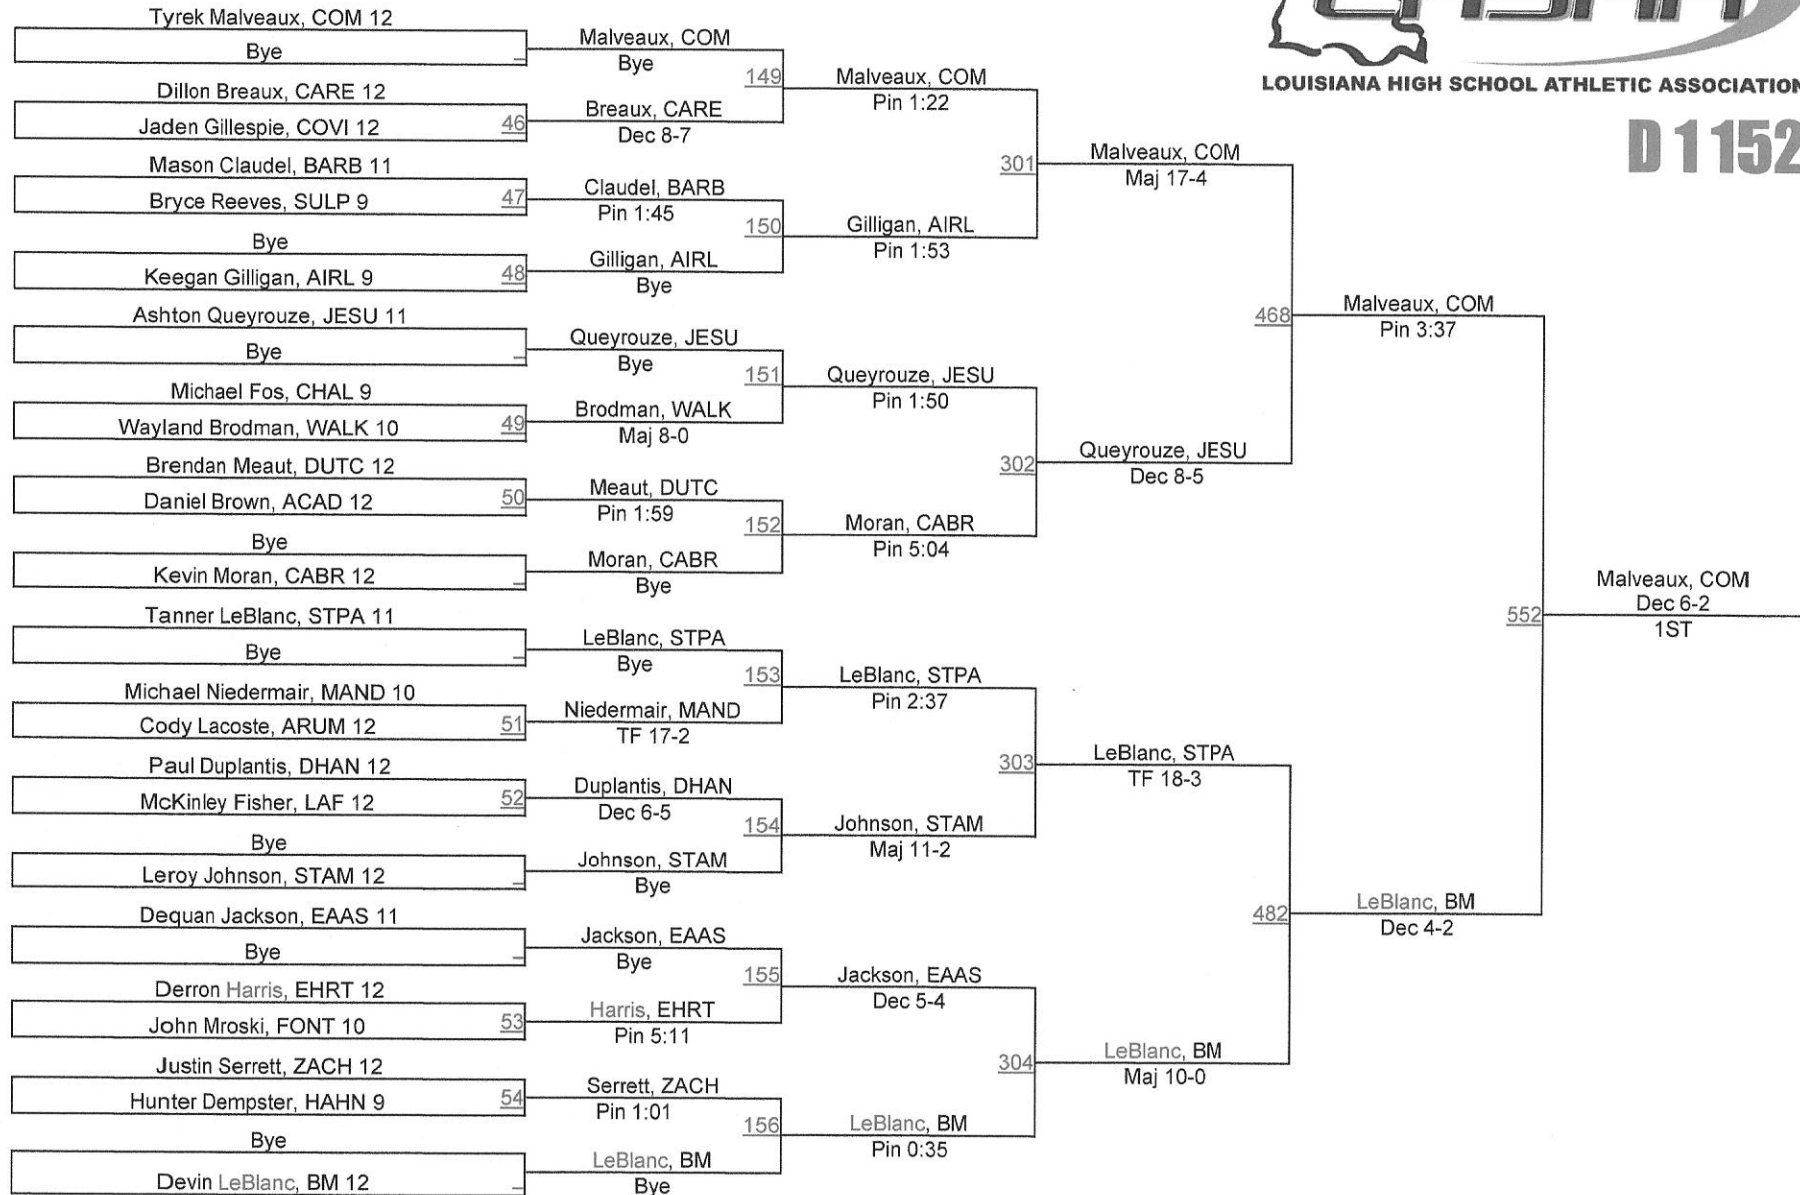 LHSAA
LOUISIANA HIGH SCHOOL ATHLETIC ASSOCIATION
D 1 152
Tyrek Malveaux, COM 12
Bye
Dillon Breaux, CARE 12
Jaden Gillespie, COVI 12
46
Mason Claudel, BARB 11
Bryce Reeves, SULP 9
47
Bye
Keegan Gilligan, AIRL 9
48
Ashton Queyrouze, JESU 11
Bye
Michael Fos, CHAL 9
Wayland Brodman, WALK 10
49
Brendan Meaut, DUTC 12
Daniel Brown, ACAD 12
50
Bye
Kevin Moran, CABR 12
Tanner LeBlanc, STPA 11
Bye
Michael Niedermair, MAND 10
Cody Lacoste, ARUM 12
51
Paul Duplantis, DHAN 12
McKinley Fisher, LAF 12
52
Bye
Leroy Johnson, STAM 12
Dequan Jackson, EAAS 11
Bye
Derron Harris, EHRT 12
John Mroski, FONT 10
53
Justin Serrett, ZACH 12
Hunter Dempster, HAHN 9
54
Bye
Devin LeBlanc, BM 12
Malveaux, COM
Bye
149
Breaux, CARE
Dec 8-7
Claudel, BARB
Pin 1:45
150
Gilligan, AIRL
Bye
Queyrouze, JESU
Bye
151
Brodman, WALK
Maj 8-0
Meaut, DUTC
Pin 1:59
152
Moran, CABR
Bye
LeBlanc, STPA
Bye
153
Niedermair, MAND
TF 17-2
Duplantis, DHAN
Dec 6-5
154
Johnson, STAM
Bye
Jackson, EAAS
Bye
155
Harris, EHRT
Pin 5:11
Serrett, ZACH
Pin 1:01
156
LeBlanc, BM
Bye
Malveaux, COM
Pin 1:22
301
Gilligan, AIRL
Pin 1:53
Queyrouze, JESU
Pin 1:50
302
Moran, CABR
Pin 5:04
LeBlanc, STPA
Pin 2:37
303
Johnson, STAM
Maj 11-2
Jackson, EAAS
Dec 5-4
304
LeBlanc, BM
Pin 0:35
Malveaux, COM
Maj 17-4
468
Queyrouze, JESU
Dec 8-5
LeBlanc, STPA
TF 18-3
482
LeBlanc, BM
Maj 10-0
Malveaux, COM
Pin 3:37
552
LeBlanc, BM
Dec 4-2
Malveaux, COM
Dec 6-2
1ST